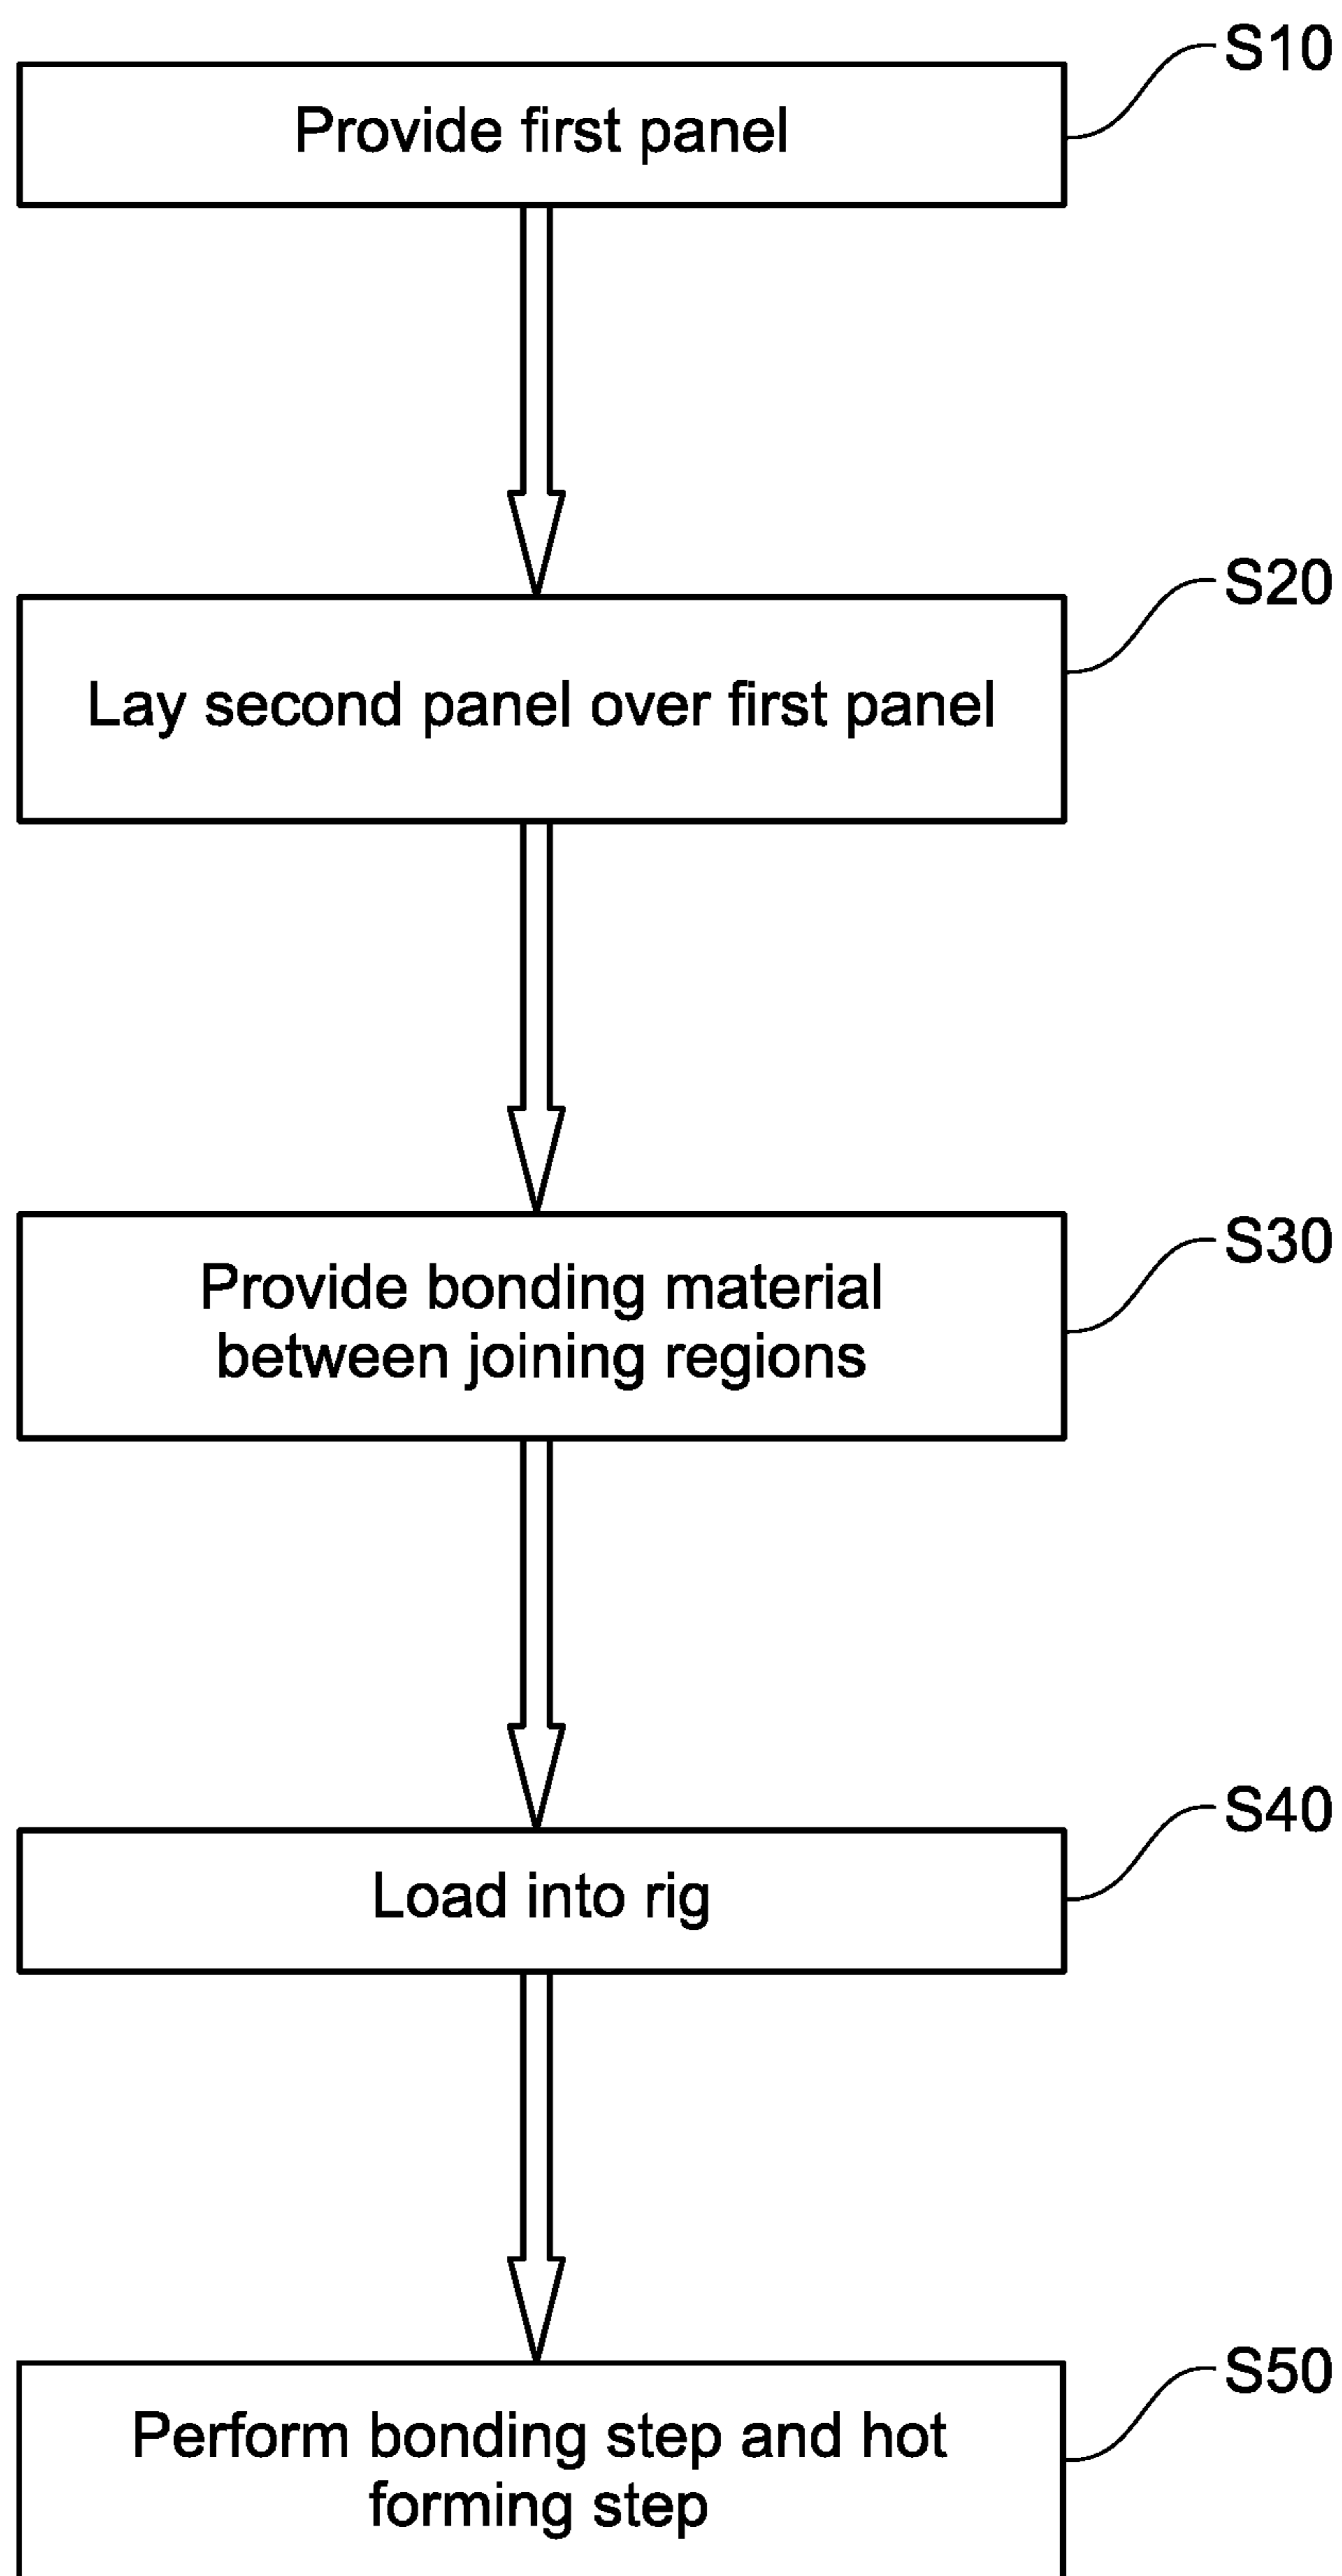 S10
Provide first panel
S20
Lay second panel over first panel
S30
Provide bonding material
between joining regions
S40
Load into rig
S50
Perform bonding step and hot
forming step